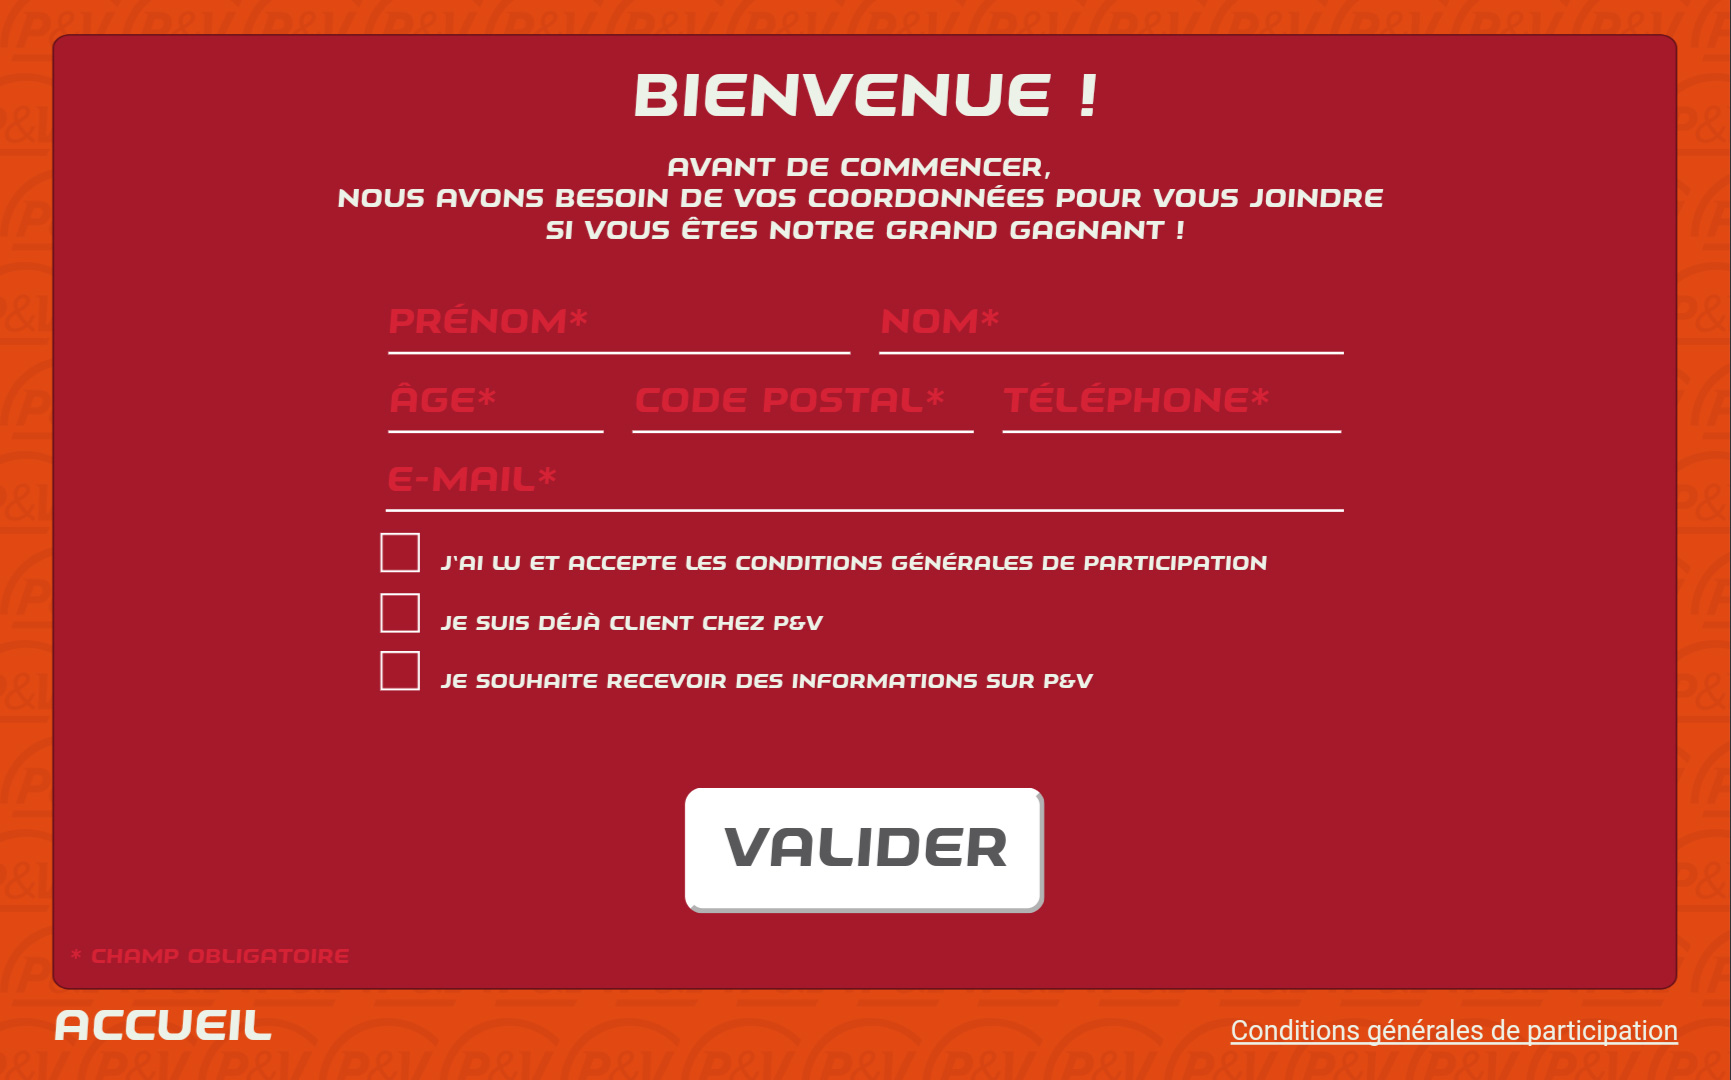 BIENVENUE !
AVANT DE COMMENCER,
NOUS AVONS BESOIN DE VOS COORDONNÉES POUR VOUS JOINDRE
SI VOUS ÊTES NOTRE GRAND GAGNANT !
PRÉNOM* NOM*
ÂGE* CODE POSTAL* TÉLÉPHONE*
E-MAIL*
J'AI LU ET ACCEPTE LES CONDITIONS GÉNÉRALES DE PARTICIPATION
JE SUIS DÉJÀ CLIENT CHEZ P&V
JE SOUHAITE RECEVOIR DES INFORMATIONS SUR P&V
VALIDER
* CHAMP OBLIGATOIRE
ACCUEIL
Conditions générales de participation